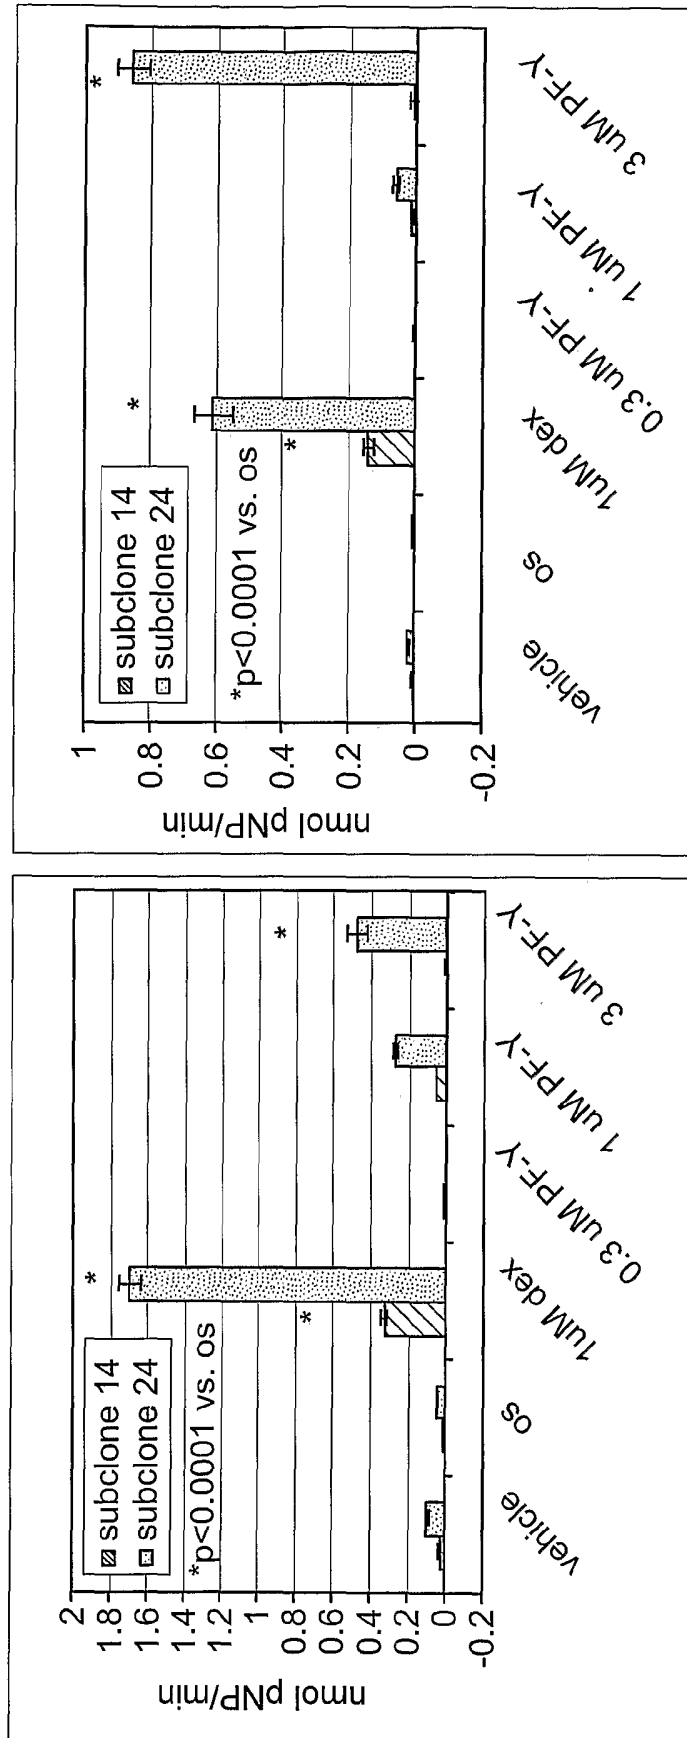 nmol pNP/min
2
1.8
1.6
1.4
1.2
1
0.8
0.6
0.4
0.2
0
-0.2
subclone 14
subclone 24
*p<0.0001 vs. os
*
*
*
vehicle
os
1uM dex
0.3 uM PF-Y
1 uM PF-Y
3 uM PF-Y
nmol pNP/min
1
0.8
0.6
0.4
0.2
0
-0.2
subclone 14
subclone 24
*p<0.0001 vs. os
*
*
*
vehicle
os
1uM dex
0.3 uM PF-Y
1 uM PF-Y
3 uM PF-Y